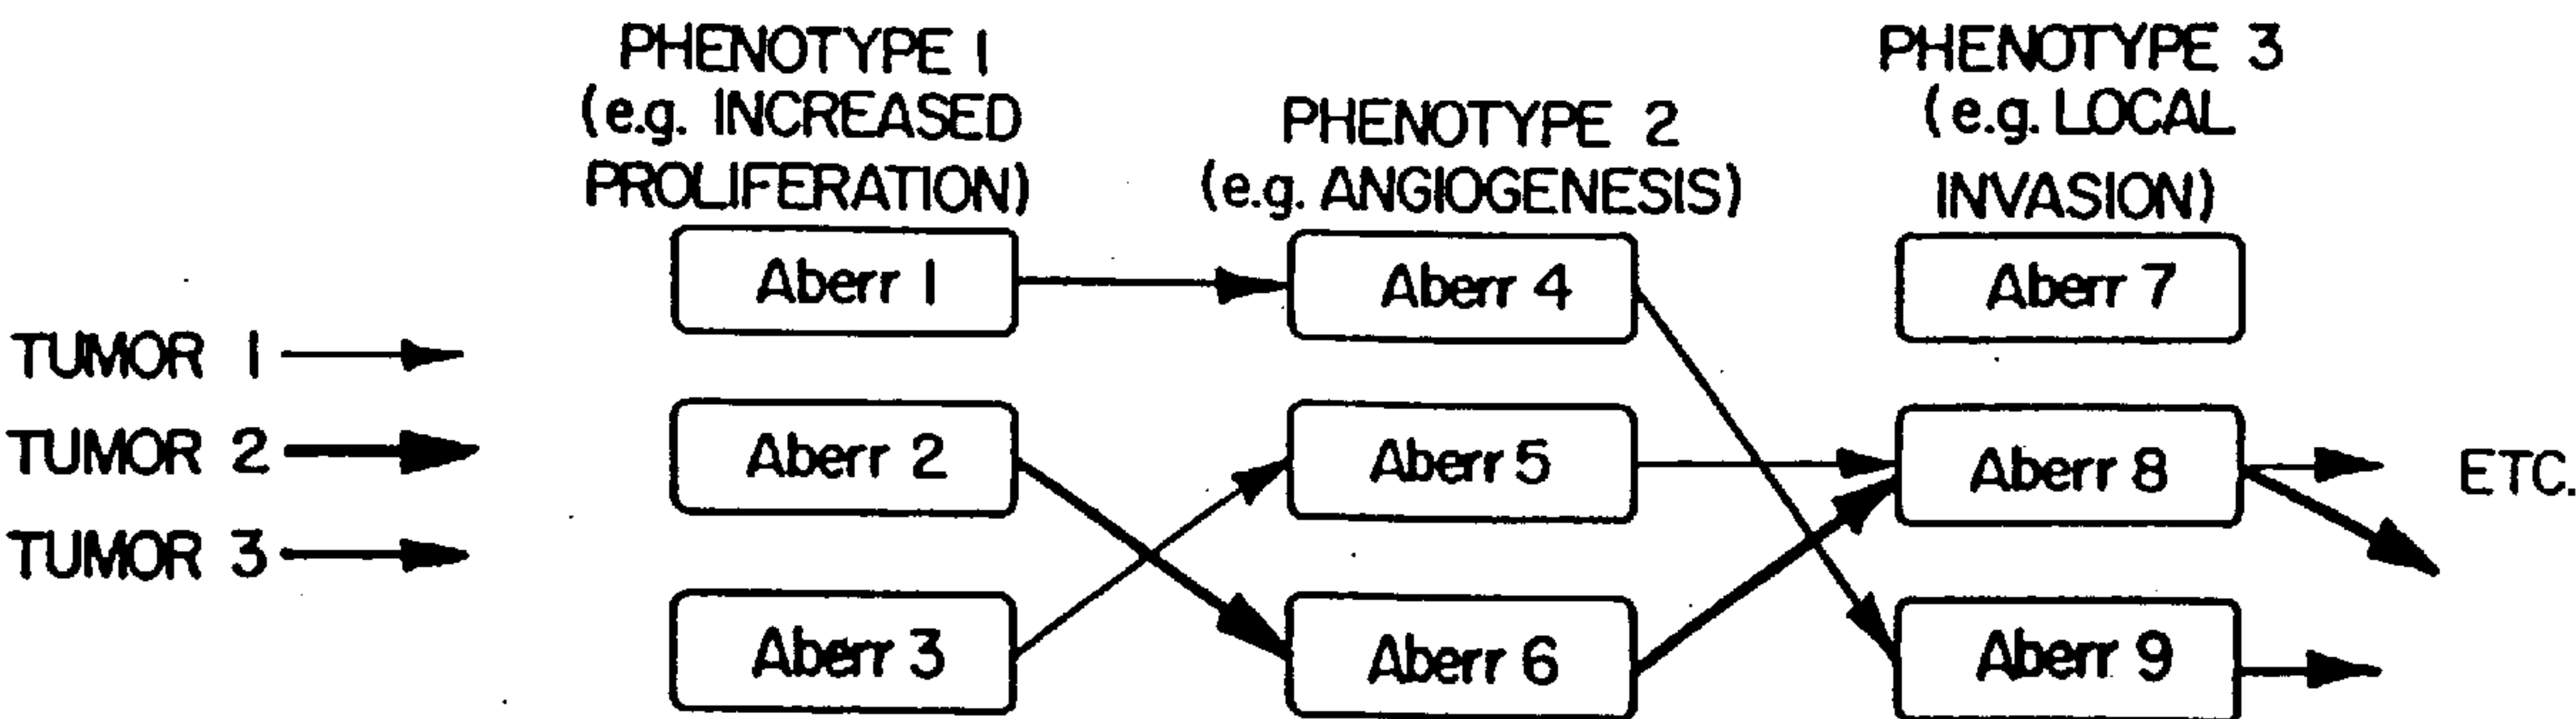 PHENOTYPE 1
(e.g. INCREASED
PROLIFERATION)
PHENOTYPE 2
(e.g. ANGIOGENESIS)
PHENOTYPE 3
(e.g. LOCAL
INVASION)
TUMOR 1
TUMOR 2
TUMOR 3
Aberr 1
Aberr 4
Aberr 7
Aberr 2
Aberr 5
Aberr 8
ETC.
Aberr 3
Aberr 6
Aberr 9